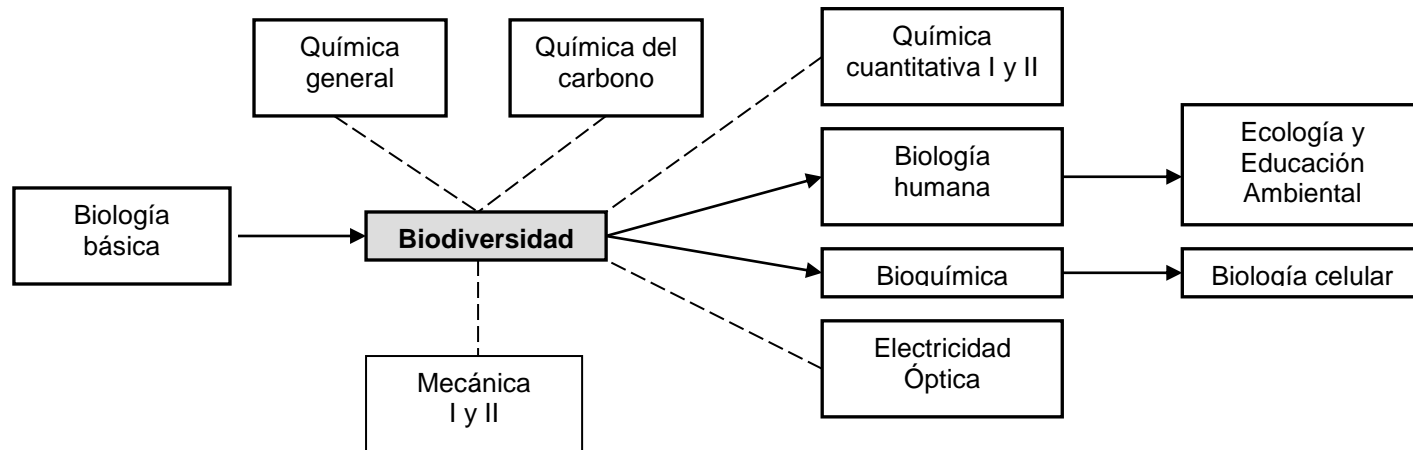 Química
general
Química del
carbono
Química
cuantitativa I y II
Biología
humana
Ecología y
Educación
Ambiental
Biología
básica
Biodiversidad
Bioquímica
Biología celular
Mecánica
I y II
Electricidad
Óptica